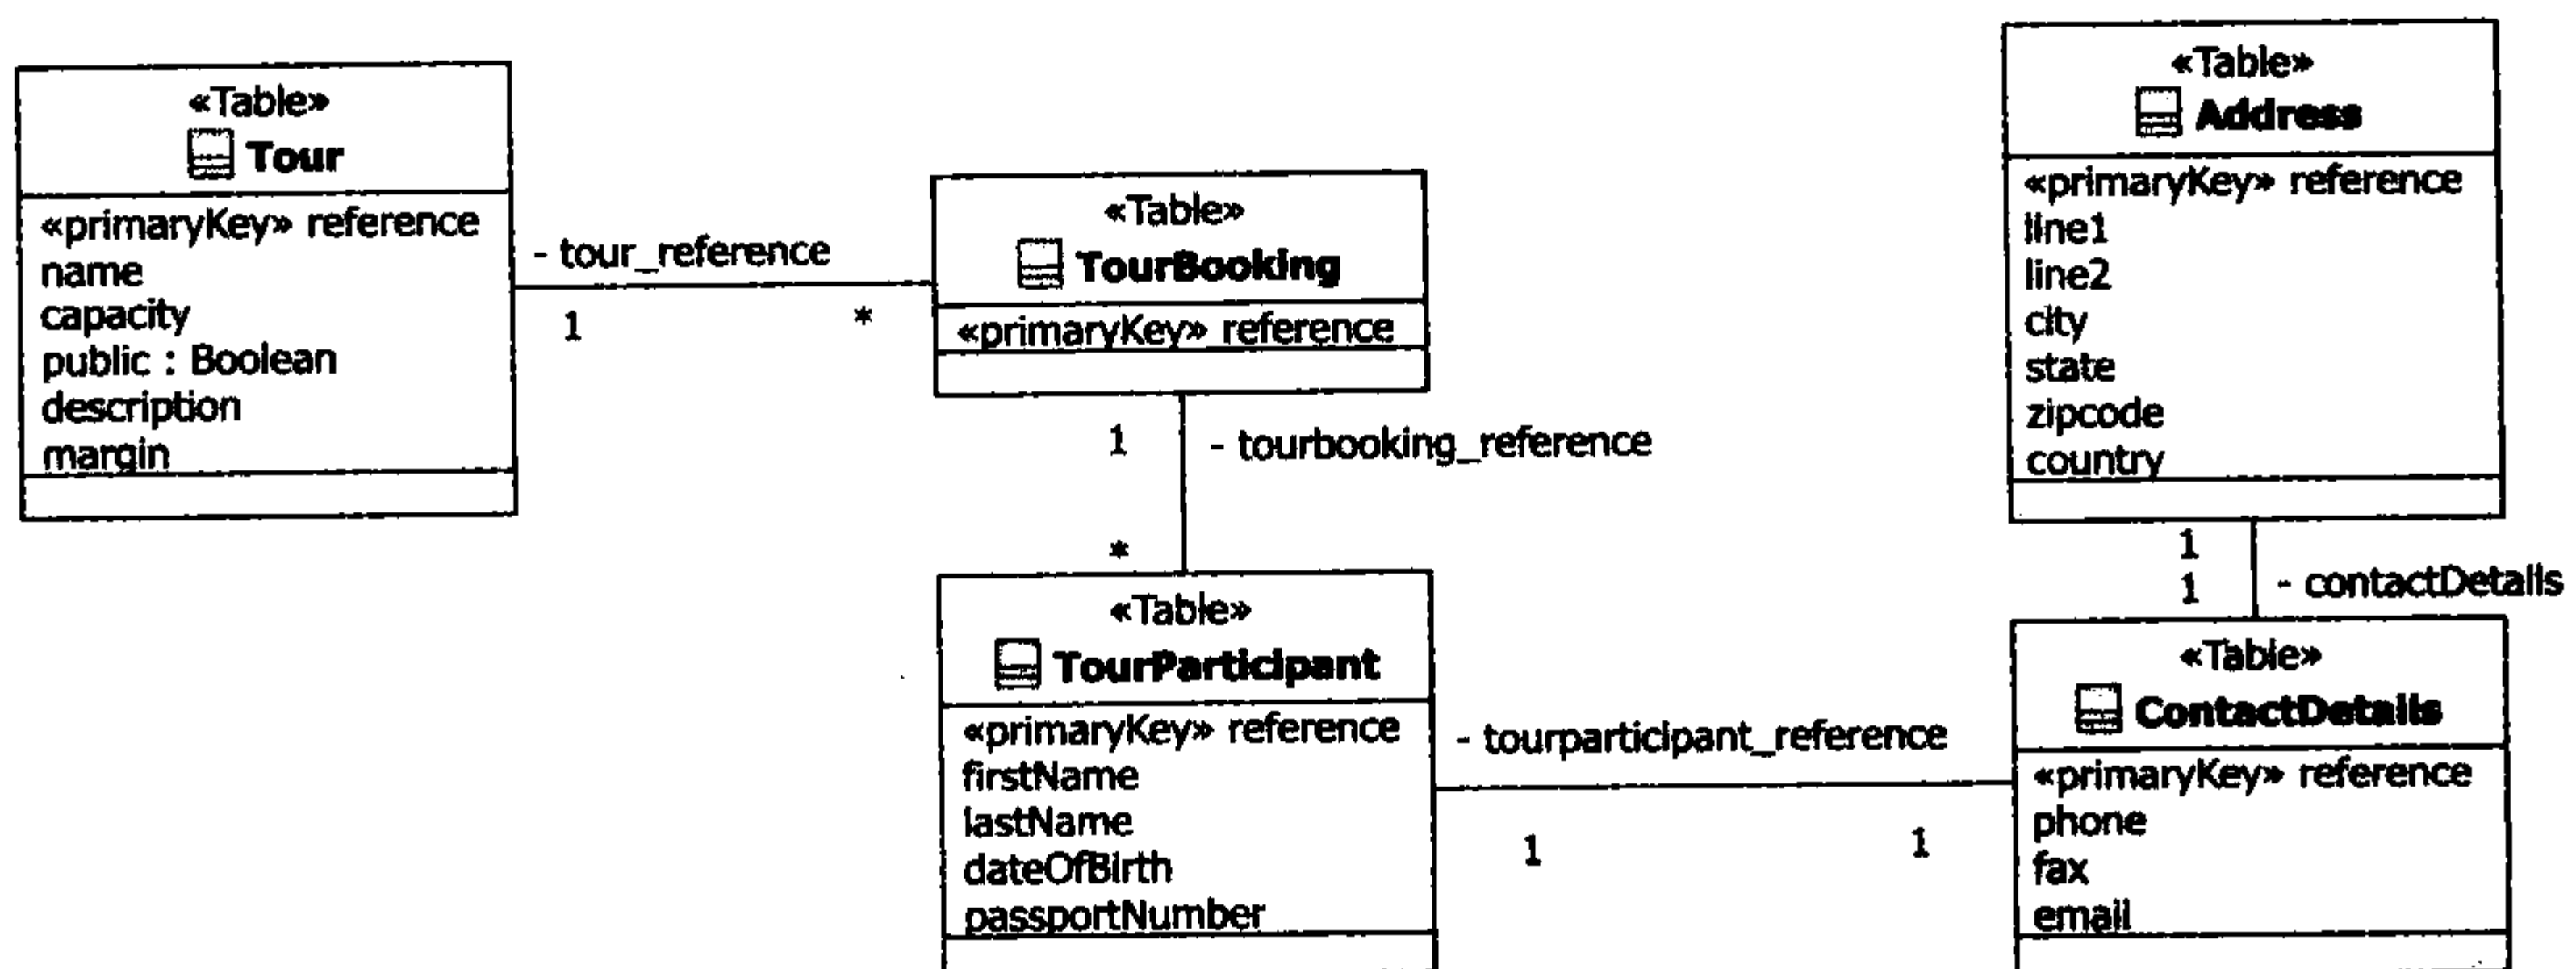 «Table»
Tour
«primaryKey» reference
name
capacity
public : Boolean
description
margin
- tour_reference
1
*
«Table»
TourBooking
«primaryKey» reference
1
- tourbooking_reference
*
«Table»
TourParticipant
«primaryKey» reference
firstName
lastName
dateOfBirth
passportNumber
- tourparticipant_reference
1
1
«Table»
Address
«primaryKey» reference
line1
line2
city
state
zipcode
country
1
1
- contactDetails
«Table»
ContactDetails
«primaryKey» reference
phone
fax
email